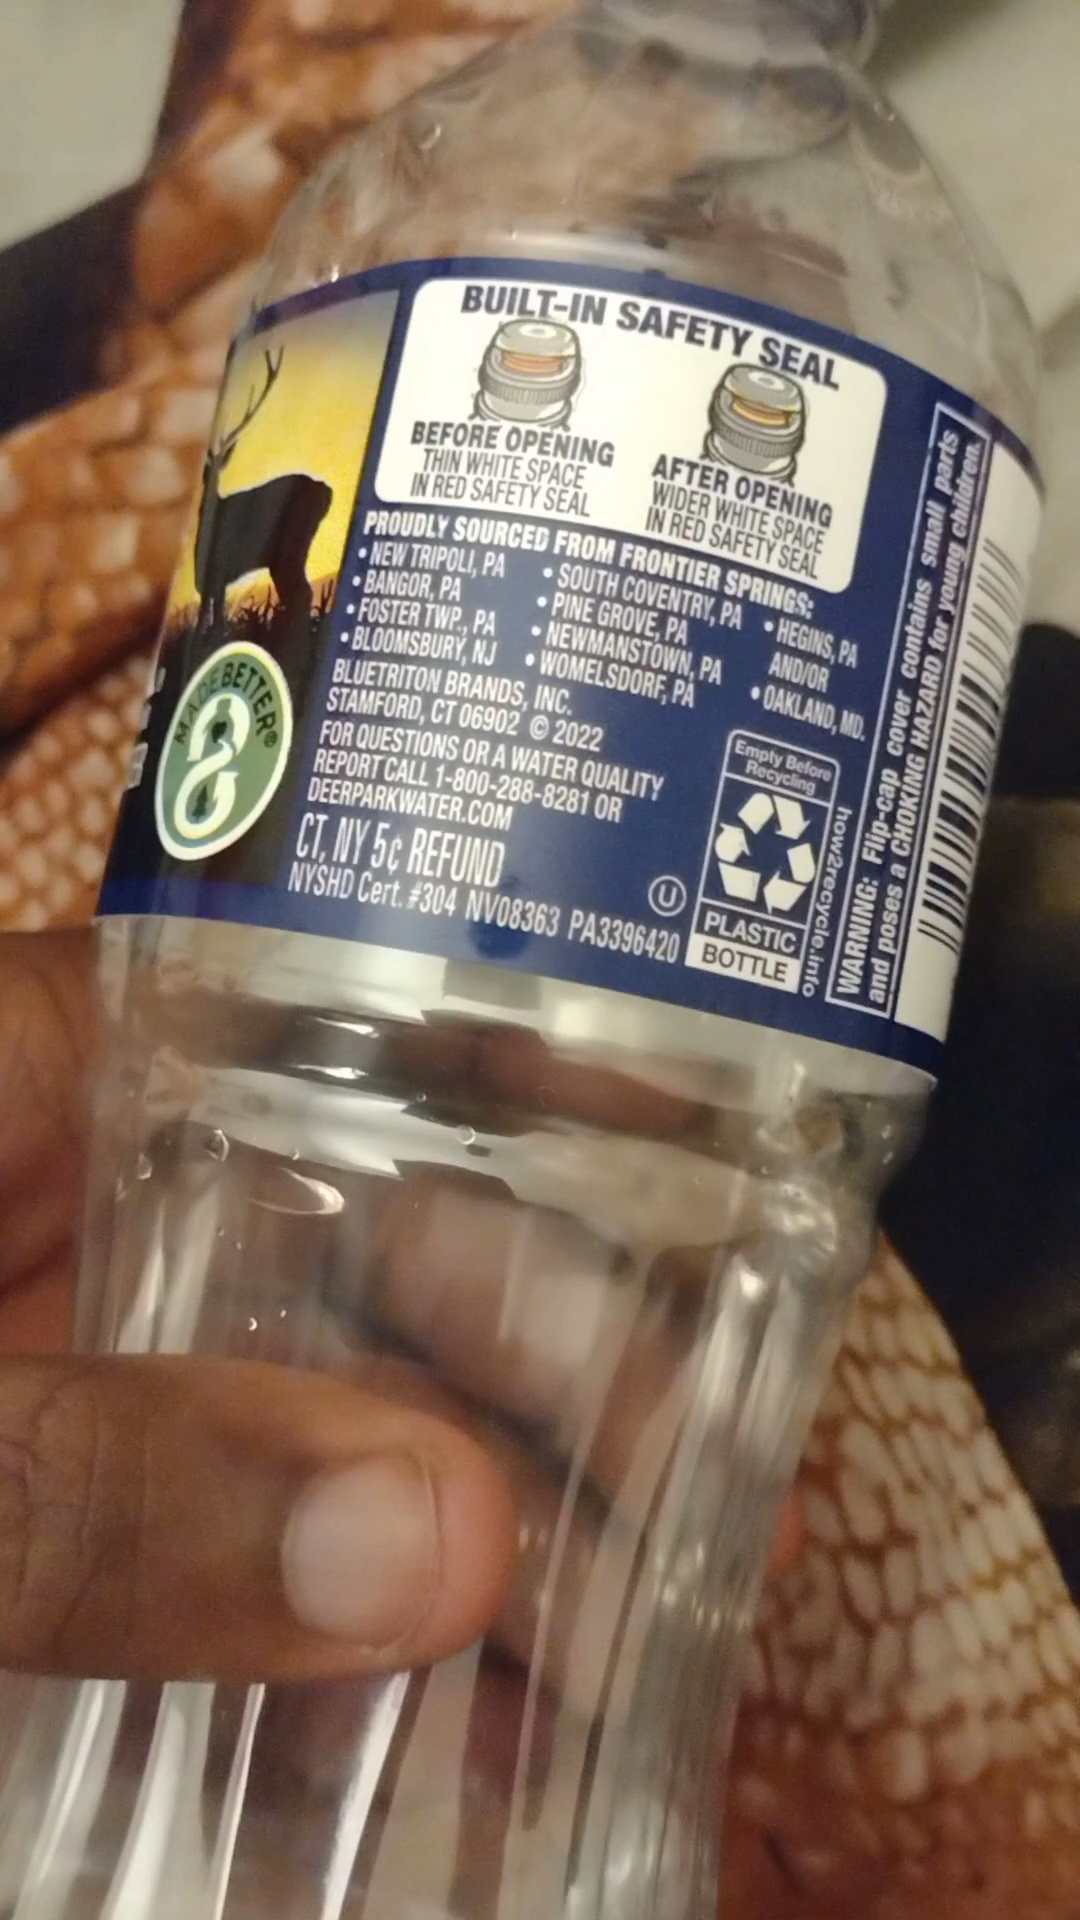 BUILT-IN SAFETY SEAL
BEFORE OPENING
THIN WHITE SPACE
IN RED SAFETY SEAL
AFTER OPENING
WIDER WHITE SPACE
IN RED SAFETY SEAL
PROUDLY SOURCED FROM FRONTIER SPRINGS:
• NEW TRIPOLI, PA
• BANGOR, PA
• FOSTER TWP., PA
• BLOOMSBURY, NJ
• SOUTH COVENTRY, PA
• PINE GROVE, PA
• NEWMANSTOWN, PA
• WOMELSDORF, PA
• HEGINS, PA
AND/OR
• OAKLAND, MD.
BLUETRITON BRANDS, INC.
STAMFORD, CT 06902 © 2022
FOR QUESTIONS OR A WATER QUALITY
REPORT CALL 1-800-288-8281 OR
DEERPARKWATER.COM
CT, NY 5¢ REFUND
NYSHD Cert. #304 NV08363 PA3396420
U
MADE BETTER®
Empty Before
Recycling
PLASTIC
BOTTLE
how2recycle.info
WARNING: Flip-cap cover contains small parts
and poses a CHOKING HAZARD for young children.